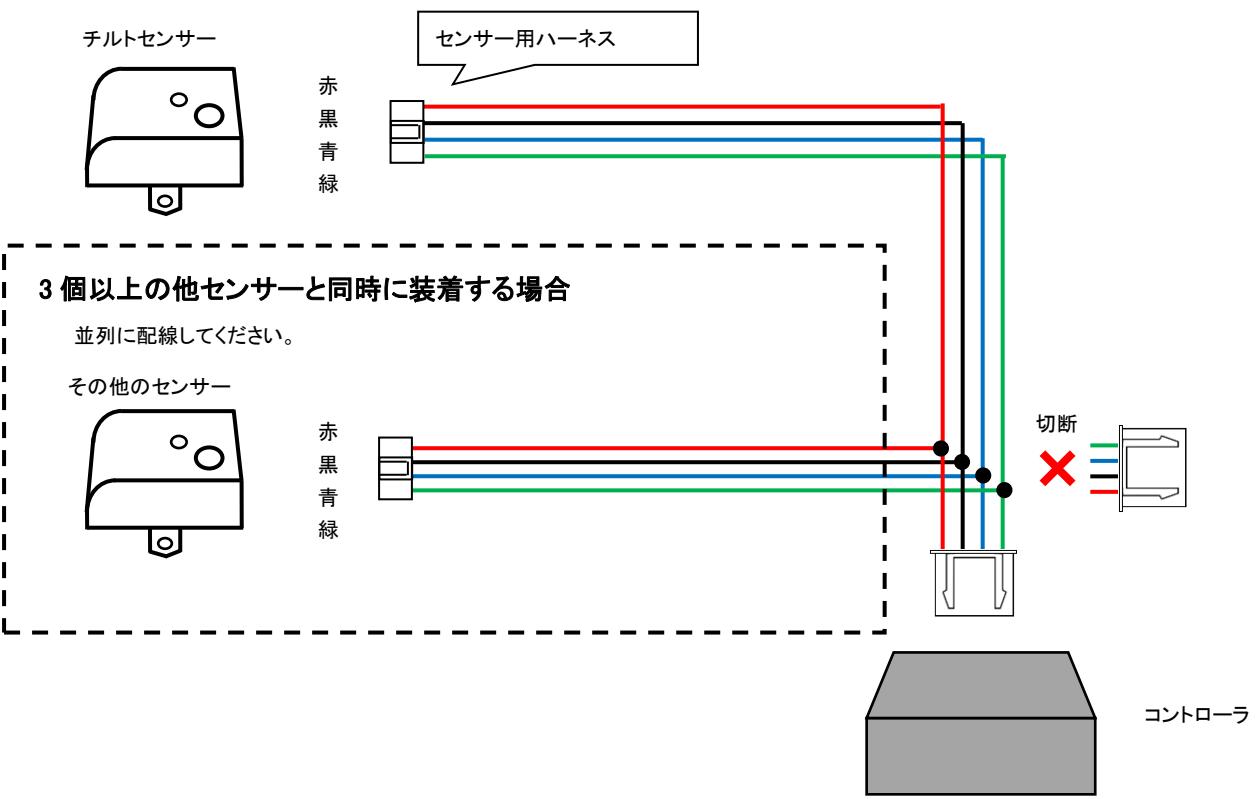 チルトセンサー
センサー用ハーネス
赤
黒
青
緑
3個以上の他センサーと同時に装着する場合
並列に配線してください。
その他のセンサー
赤
黒
青
緑
切断
コントローラ